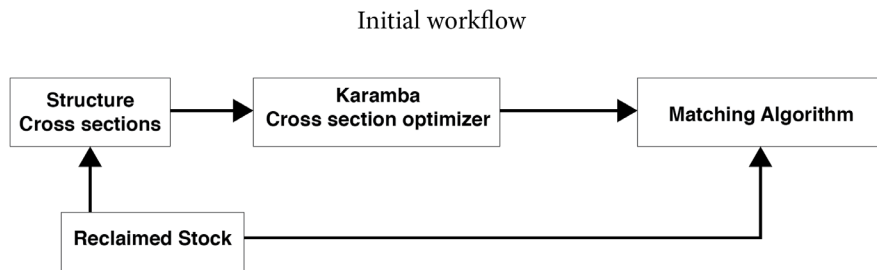 Initial workflow
Structure
Cross sections
Karamba
Cross section optimizer
Matching Algorithm
Reclaimed Stock